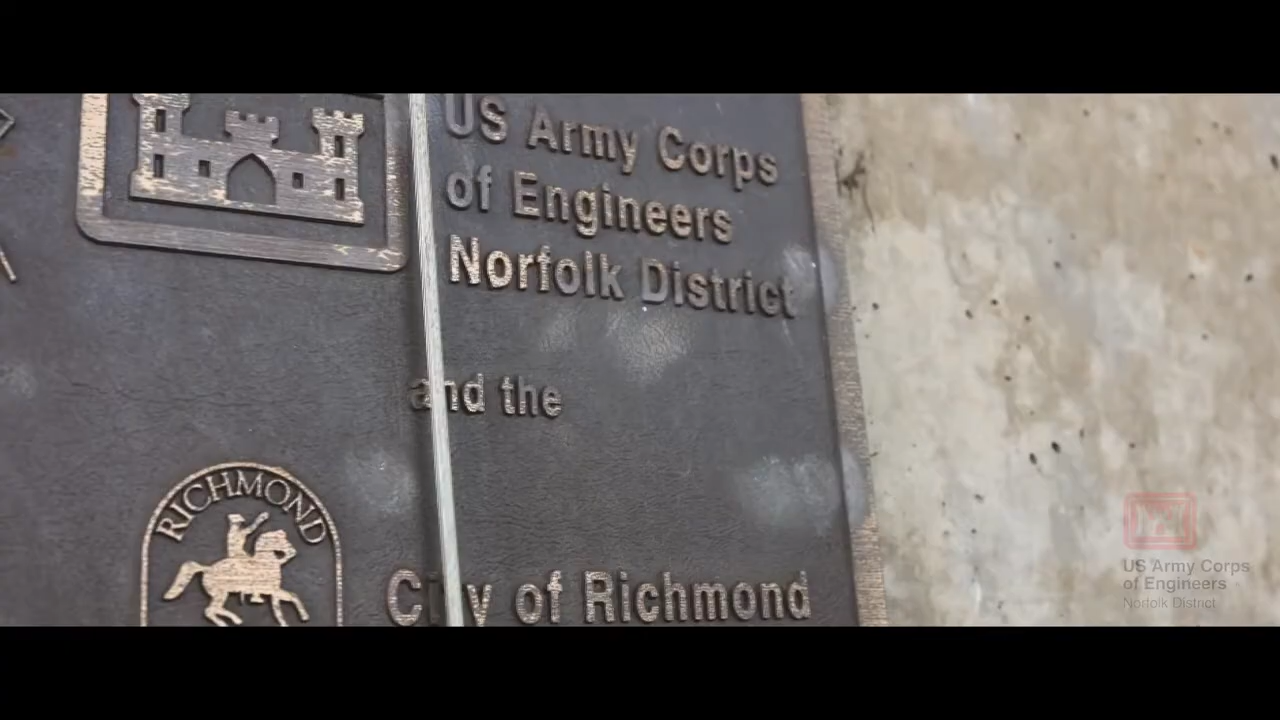 US Army Corps
of Engineers
Norfolk District
and the
RICHMOND
City of Richmond
US Army Corps
of Engineers
Norfolk District